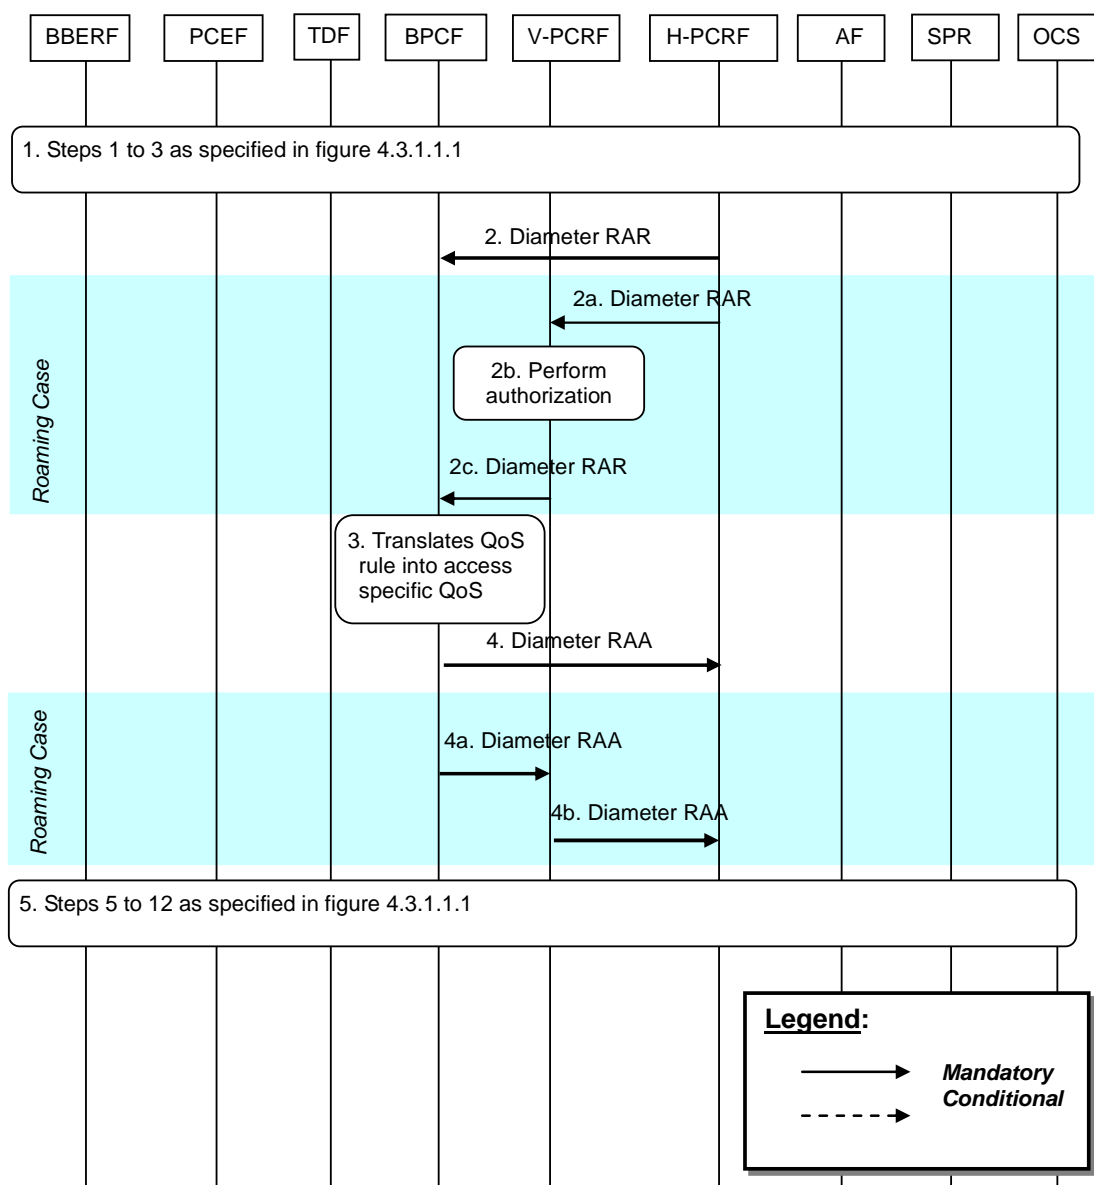 BBERF PCEF TDF BPCF V-PCRF H-PCRF AF SPR OCS
1. Steps 1 to 3 as specified in figure 4.3.1.1.1
2. Diameter RAR
2a. Diameter RAR
Roaming Case
2b. Perform
authorization
2c. Diameter RAR
3. Translates QoS
rule into access
specific QoS
4. Diameter RAA
Roaming Case
4a. Diameter RAA
4b. Diameter RAA
5. Steps 5 to 12 as specified in figure 4.3.1.1.1
Legend:
Mandatory
Conditional